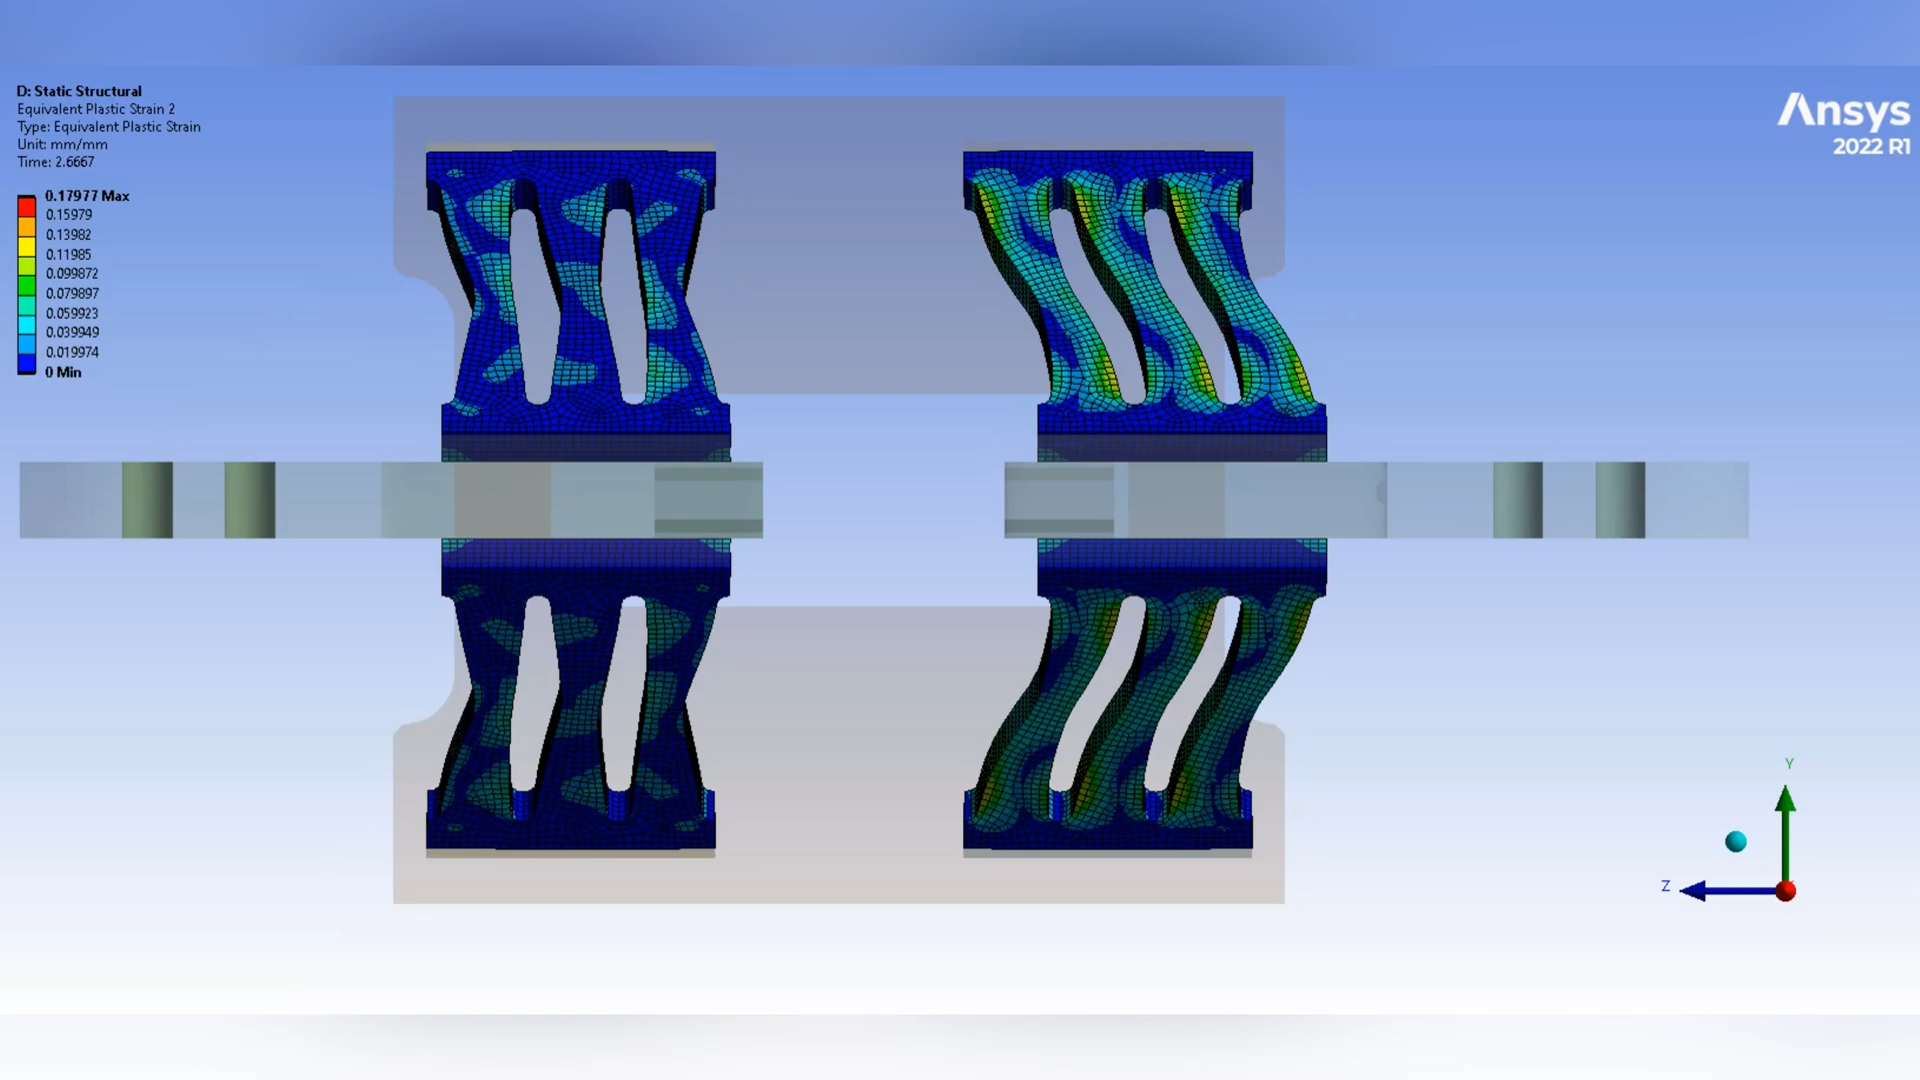 D: Static Structural
Equivalent Plastic Strain 2
Type: Equivalent Plastic Strain
Unit: mm/mm
Time: 2.6667
0.17977 Max
0.15979
0.13982
0.11985
0.099872
0.079897
0.059923
0.039949
0.019974
0 Min
Ansys
2022 R1
Y
Z